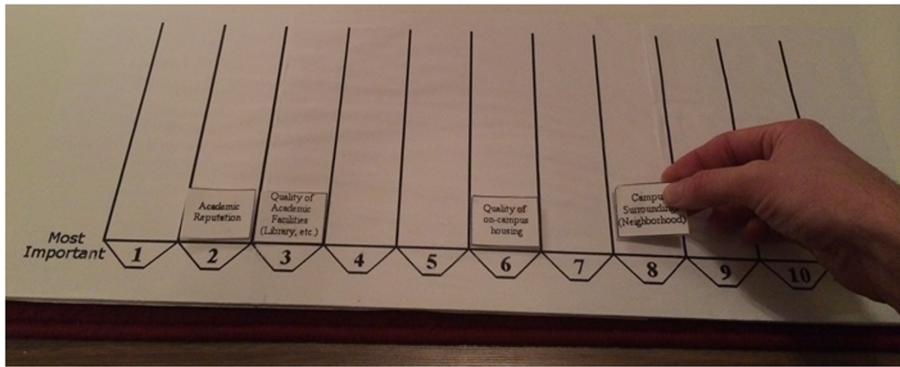 Academic
Reputation
Quality of
Academic
Facilities
(Library, etc.)
Quality of
on-campus
housing
Campus
Surroundings
(Neighborhood)
Most
Important
1 2 3 4 5 6 7 8 9 10